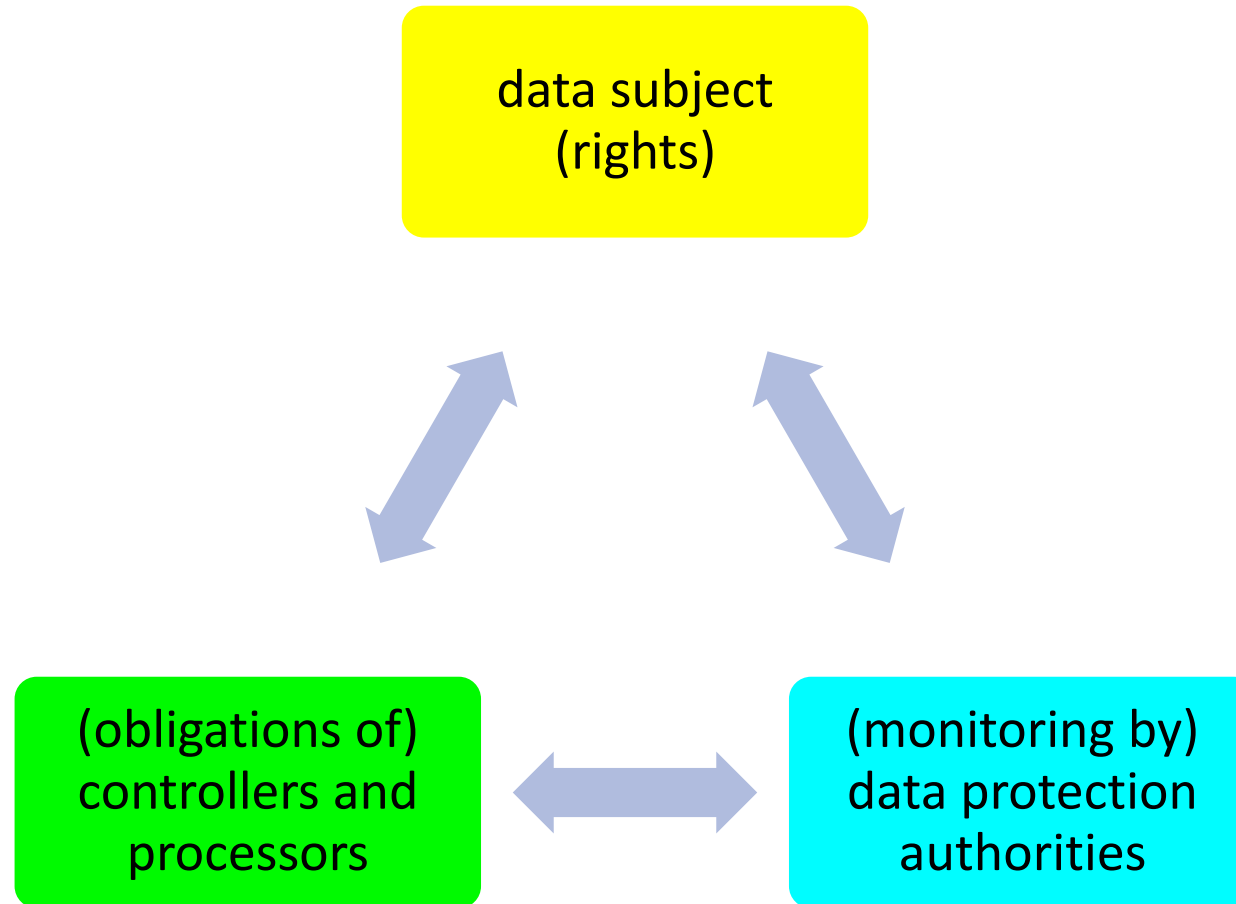 data subject
(rights)
(obligations of)
controllers and
processors
(monitoring by)
data protection
authorities